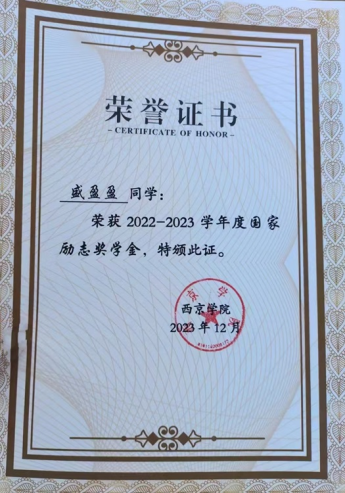 荣誉证书
- CERTIFICATE OF HONOR -
盛盈盈 同学：
荣获 2022-2023 学年度国家
励志奖学金，特颁此证。
西京学院
2023 年 12 月